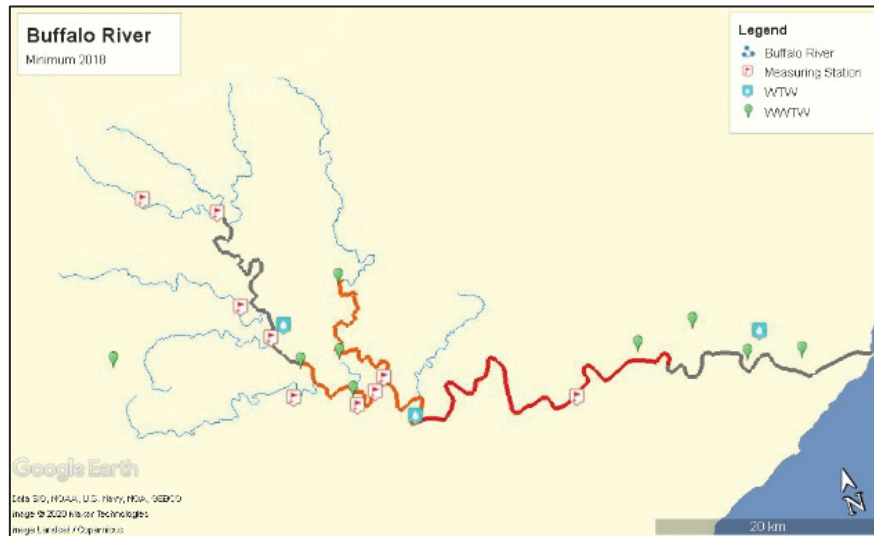 Buffalo River
Minimum 2018
Legend
Buffalo River
Measuring Station
WTW
WWTW
Google Earth
Data SIO, NOAA, U.S. Navy, NGA, GEBCO
Image © 2020 Maxar Technologies
Image Landsat / Copernicus
N
20 km